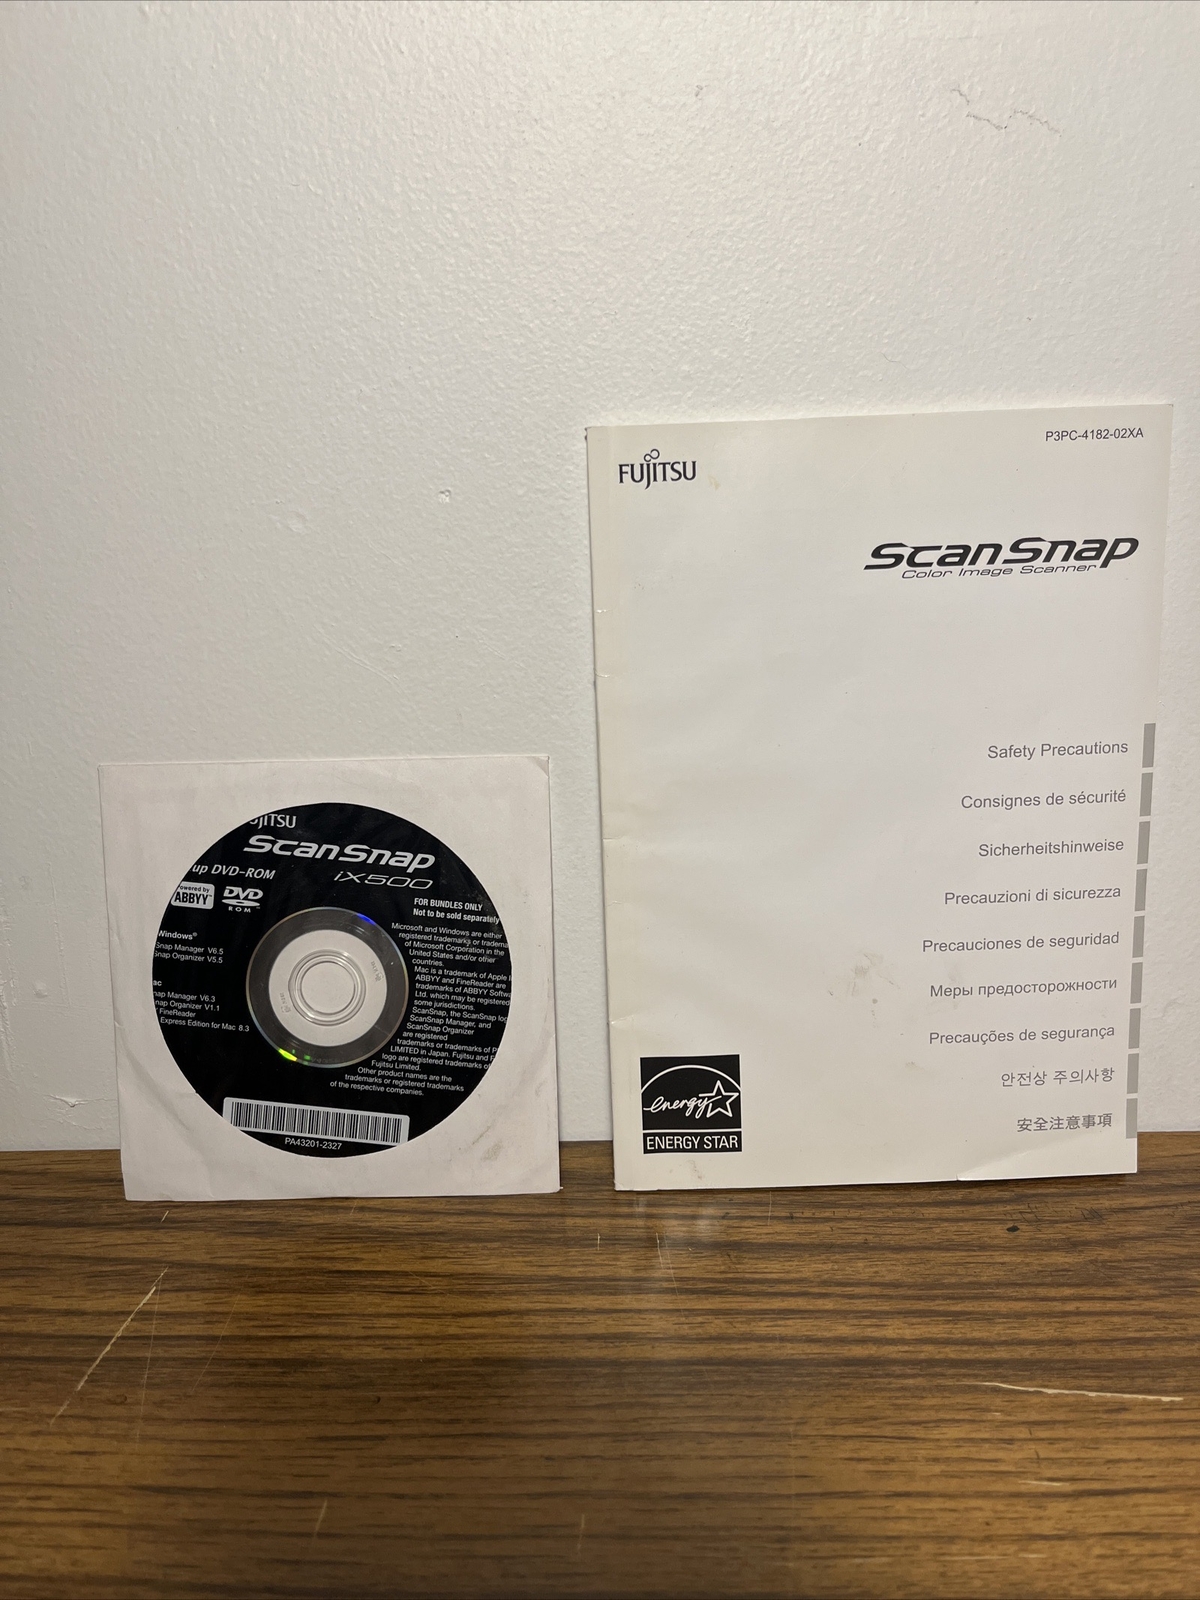 FUJITSU
P3PC-4182-02XA
ScanSnap
Color Image Scanner
Safety Precautions
Consignes de sécurité
Sicherheitshinweise
Precauzioni di sicurezza
Precauciones de seguridad
Меры предосторожности
Precauções de segurança
안전상 주의사항
安全注意事項
energy
ENERGY STAR
ScanSnap
iX500
up DVD-ROM
powered by
ABBYY
DVD
ROM
FOR BUNDLES ONLY
Not to be sold separately
Windows®
Snap Manager V6.5
Snap Organizer V5.5
Snap Manager V6.3
Snap Organizer V1.1
FineReader
Express Edition for Mac 8.3
Microsoft and Windows are either
registered trademarks or
of Microsoft Corporation in the
United States and/or other
countries.
Mac is a trademark of Apple
ABBYY and FineReader are
trademarks of ABBYY
Ltd. which may be registered
some jurisdictions.
ScanSnap, the ScanSnap
ScanSnap Manager, and
ScanSnap Organizer
are registered
trademarks or trademarks of
LIMITED in Japan. Fujitsu and
logo are registered trademarks of
Fujitsu Limited.
Other product names are the
trademarks or registered trademarks
of the respective companies.
PA43201-2327